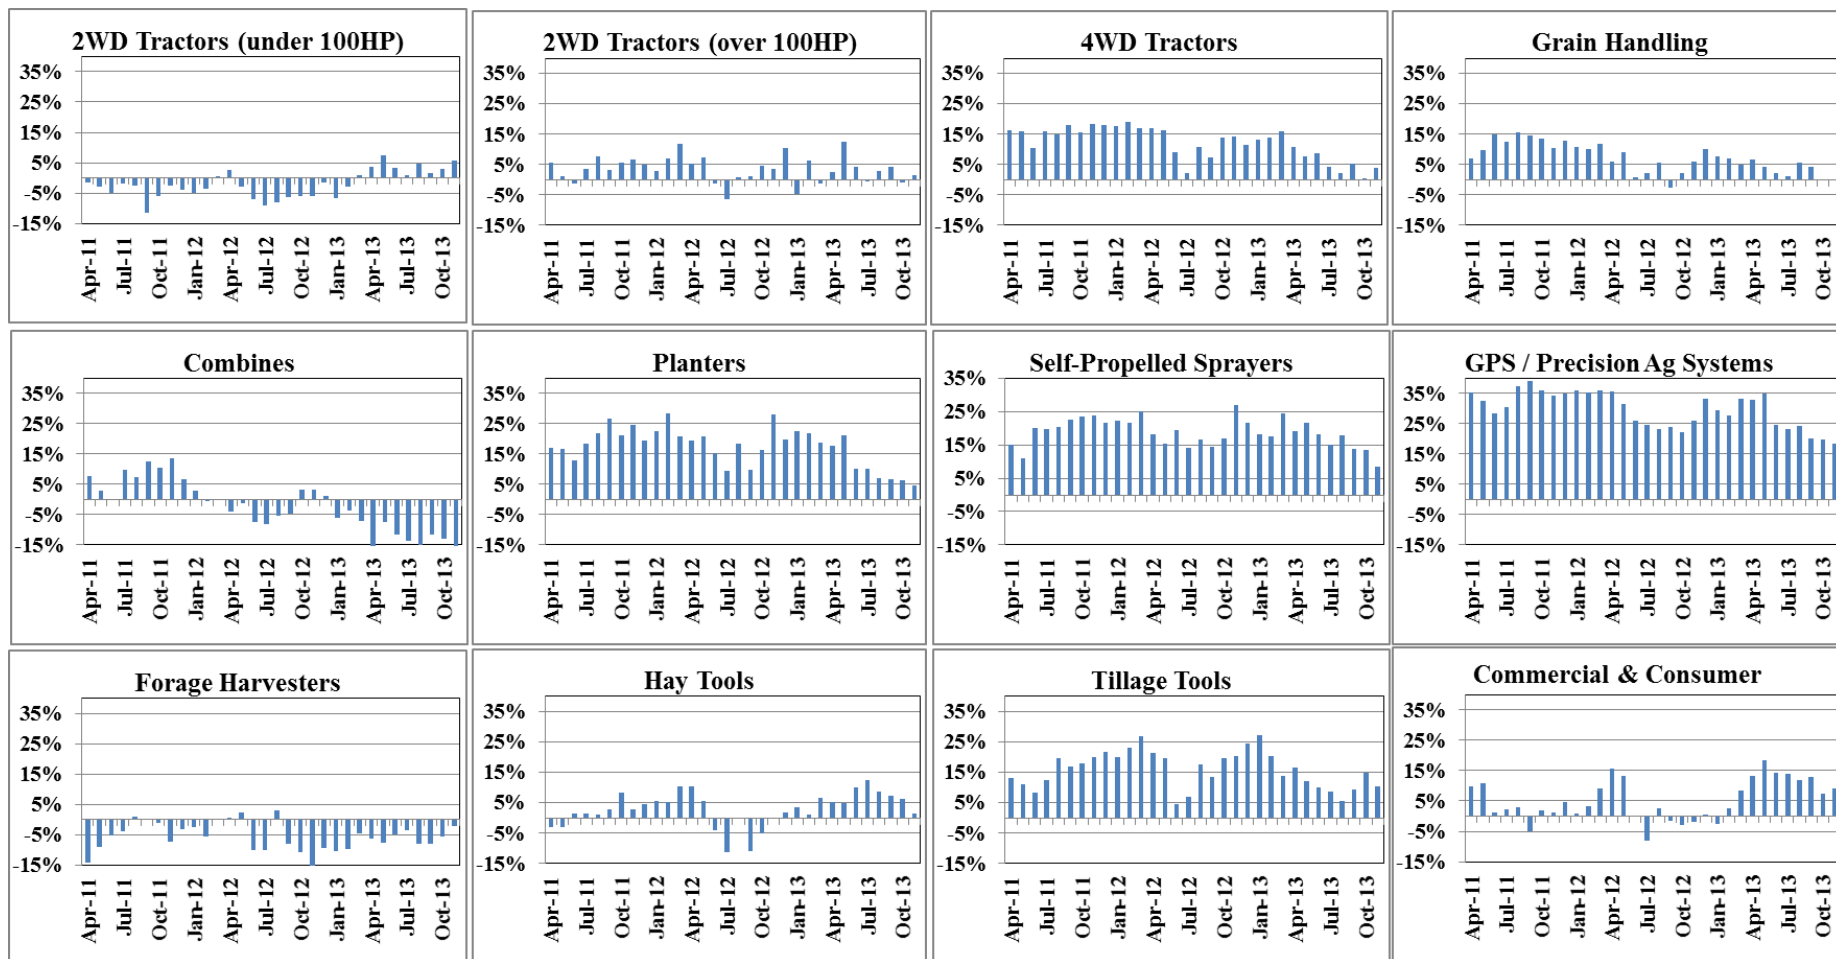 2WD Tractors (under 100HP)
35%
25%
15%
5%
-5%
-15%
Apr-11
Jul-11
Oct-11
Jan-12
Apr-12
Jul-12
Oct-12
Jan-13
Apr-13
Jul-13
Oct-13
2WD Tractors (over 100HP)
35%
25%
15%
5%
-5%
-15%
Apr-11
Jul-11
Oct-11
Jan-12
Apr-12
Jul-12
Oct-12
Jan-13
Apr-13
Jul-13
Oct-13
4WD Tractors
35%
25%
15%
5%
-5%
-15%
Apr-11
Jul-11
Oct-11
Jan-12
Apr-12
Jul-12
Oct-12
Jan-13
Apr-13
Jul-13
Oct-13
Grain Handling
35%
25%
15%
5%
-5%
-15%
Apr-11
Jul-11
Oct-11
Jan-12
Apr-12
Jul-12
Oct-12
Jan-13
Apr-13
Jul-13
Oct-13
Combines
35%
25%
15%
5%
-5%
-15%
Apr-11
Jul-11
Oct-11
Jan-12
Apr-12
Jul-12
Oct-12
Jan-13
Apr-13
Jul-13
Oct-13
Planters
35%
25%
15%
5%
-5%
-15%
Apr-11
Jul-11
Oct-11
Jan-12
Apr-12
Jul-12
Oct-12
Jan-13
Apr-13
Jul-13
Oct-13
Self-Propelled Sprayers
35%
25%
15%
5%
-5%
-15%
Apr-11
Jul-11
Oct-11
Jan-12
Apr-12
Jul-12
Oct-12
Jan-13
Apr-13
Jul-13
Oct-13
GPS / Precision Ag Systems
35%
25%
15%
5%
-5%
-15%
Apr-11
Jul-11
Oct-11
Jan-12
Apr-12
Jul-12
Oct-12
Jan-13
Apr-13
Jul-13
Oct-13
Forage Harvesters
35%
25%
15%
5%
-5%
-15%
Apr-11
Jul-11
Oct-11
Jan-12
Apr-12
Jul-12
Oct-12
Jan-13
Apr-13
Jul-13
Oct-13
Hay Tools
35%
25%
15%
5%
-5%
-15%
Apr-11
Jul-11
Oct-11
Jan-12
Apr-12
Jul-12
Oct-12
Jan-13
Apr-13
Jul-13
Oct-13
Tillage Tools
35%
25%
15%
5%
-5%
-15%
Apr-11
Jul-11
Oct-11
Jan-12
Apr-12
Jul-12
Oct-12
Jan-13
Apr-13
Jul-13
Oct-13
Commercial & Consumer
35%
25%
15%
5%
-5%
-15%
Apr-11
Jul-11
Oct-11
Jan-12
Apr-12
Jul-12
Oct-12
Jan-13
Apr-13
Jul-13
Oct-13